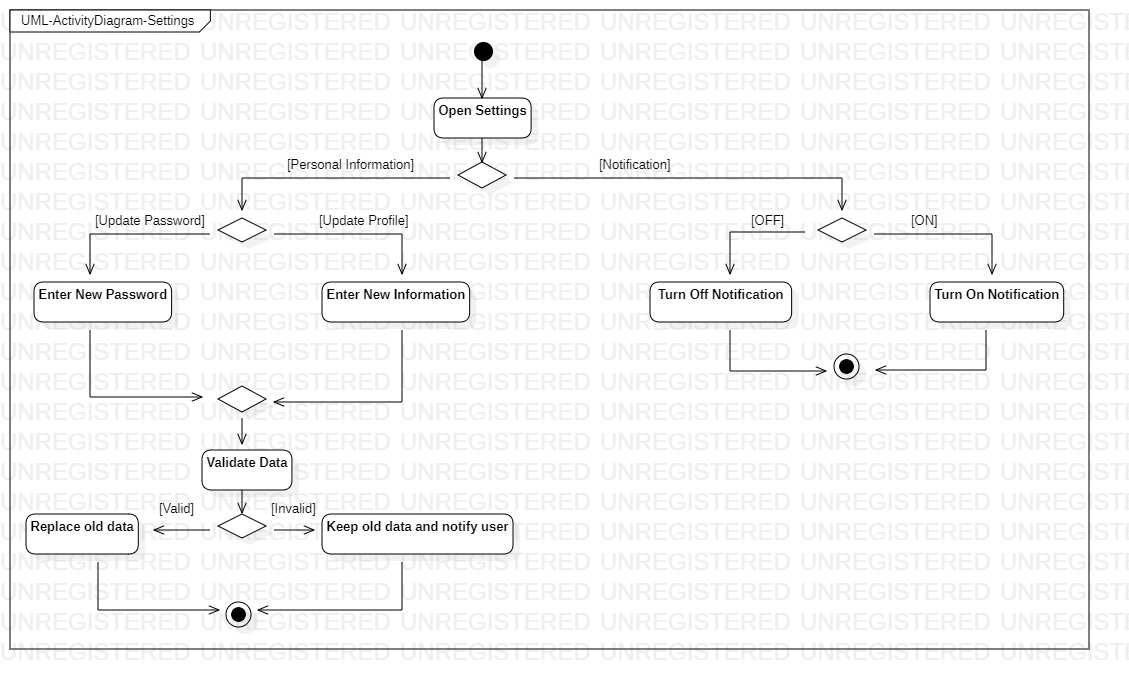 UML-ActivityDiagram-Settings
Open Settings
[Personal Information]
[Notification]
[Update Password]
[Update Profile]
[OFF]
[ON]
Enter New Password
Enter New Information
Turn Off Notification
Turn On Notification
Validate Data
[Valid]
[Invalid]
Replace old data
Keep old data and notify user
UNREGISTERED